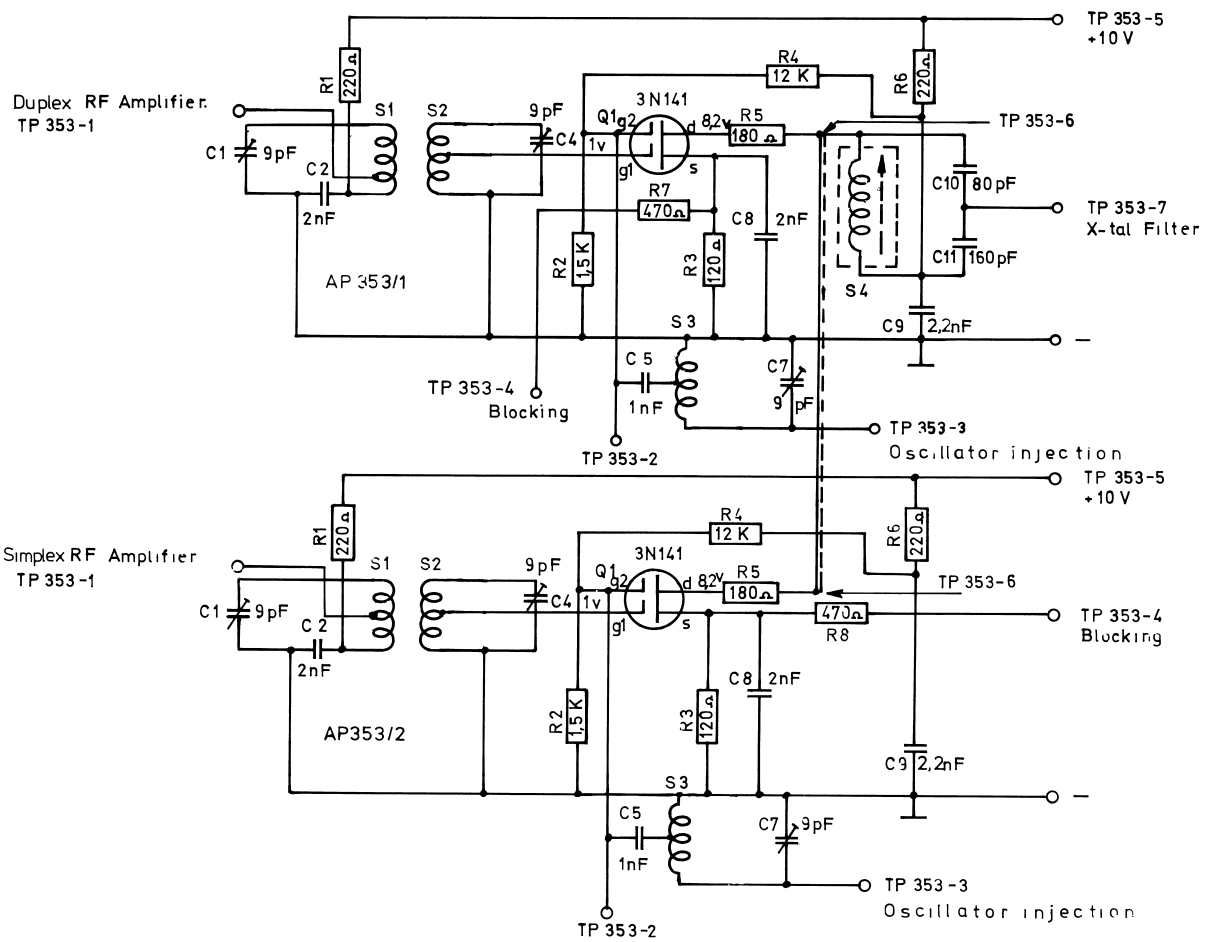 TP 353-5
+10 V
R1
220Ω
R4
12 K
R6
220Ω
Duplex RF Amplifier.
TP 353-1
S1
S2
9pF
C4
3N141
Q1
g2
1v
g1
d
8,2v
s
R5
180 Ω
TP 353-6
C1
9pF
C2
2nF
R7
470Ω
C8
2nF
C10
80pF
TP 353-7
X-tal Filter
C11
160pF
S4
R2
1,5 K
R3
120Ω
AP 353/1
C9
2,2nF
–
S3
C5
1nF
C7
9 pF
TP 353-4
Blocking
TP 353-2
TP 353-3
Oscillator injection
TP 353-5
+10 V
R1
220Ω
R4
12 K
R6
220Ω
Simplex RF Amplifier
TP 353-1
S1
S2
9pF
C4
3N141
Q1
g2
1v
g1
d
8,2v
s
R5
180Ω
TP 353-6
C1
9pF
C2
2nF
470Ω
R8
TP 353-4
Blocking
R2
1,5 K
R3
120Ω
C8
2nF
AP353/2
C9
2,2nF
–
S3
C5
1nF
C7
9pF
TP 353-3
Oscillator injection
TP 353-2